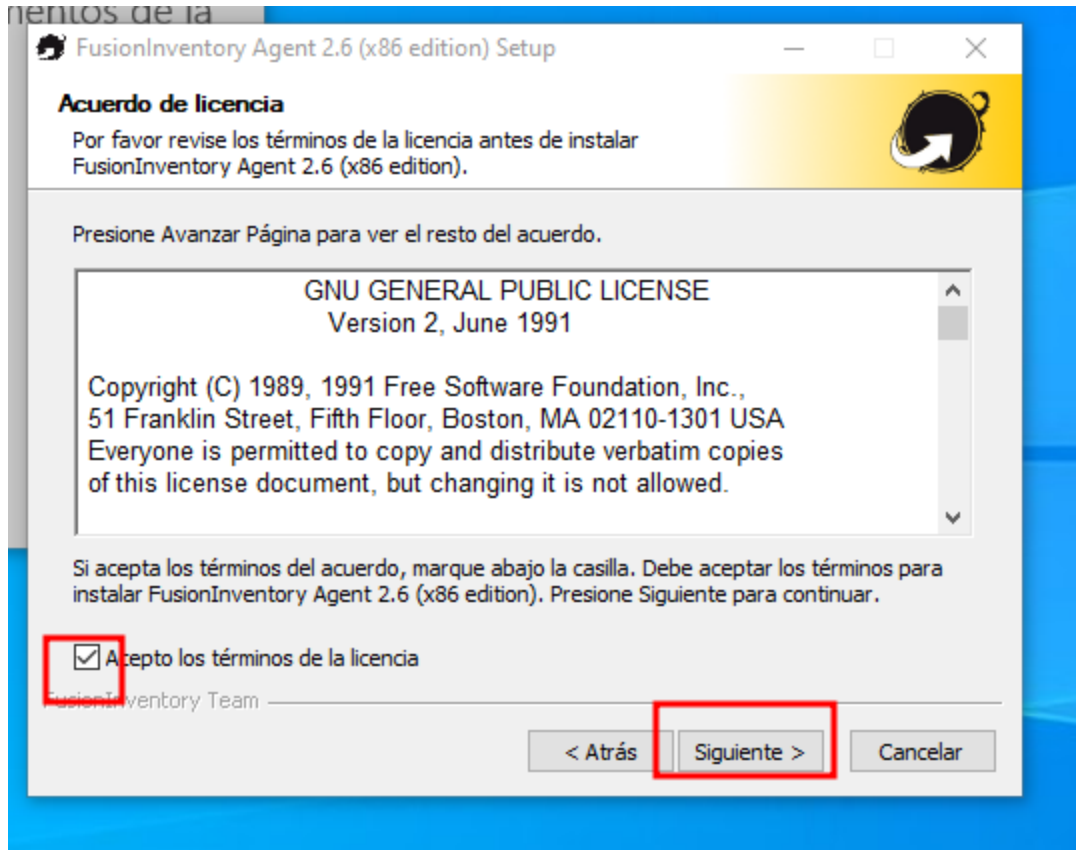 mentos de la
FusionInventory Agent 2.6 (x86 edition) Setup
Acuerdo de licencia
Por favor revise los términos de la licencia antes de instalar
FusionInventory Agent 2.6 (x86 edition).
Presione Avanzar Página para ver el resto del acuerdo.
GNU GENERAL PUBLIC LICENSE
Version 2, June 1991
Copyright (C) 1989, 1991 Free Software Foundation, Inc.,
51 Franklin Street, Fifth Floor, Boston, MA 02110-1301 USA
Everyone is permitted to copy and distribute verbatim copies
of this license document, but changing it is not allowed.
Si acepta los términos del acuerdo, marque abajo la casilla. Debe aceptar los términos para
instalar FusionInventory Agent 2.6 (x86 edition). Presione Siguiente para continuar.
Acepto los términos de la licencia
FusionInventory Team
< Atrás Siguiente > Cancelar